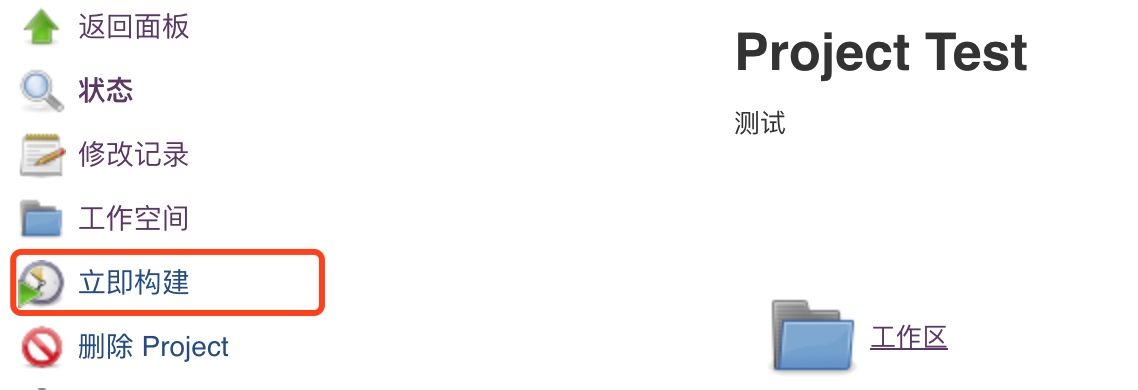 返回面板
状态
修改记录
工作空间
立即构建
删除 Project
Project Test
测试
工作区